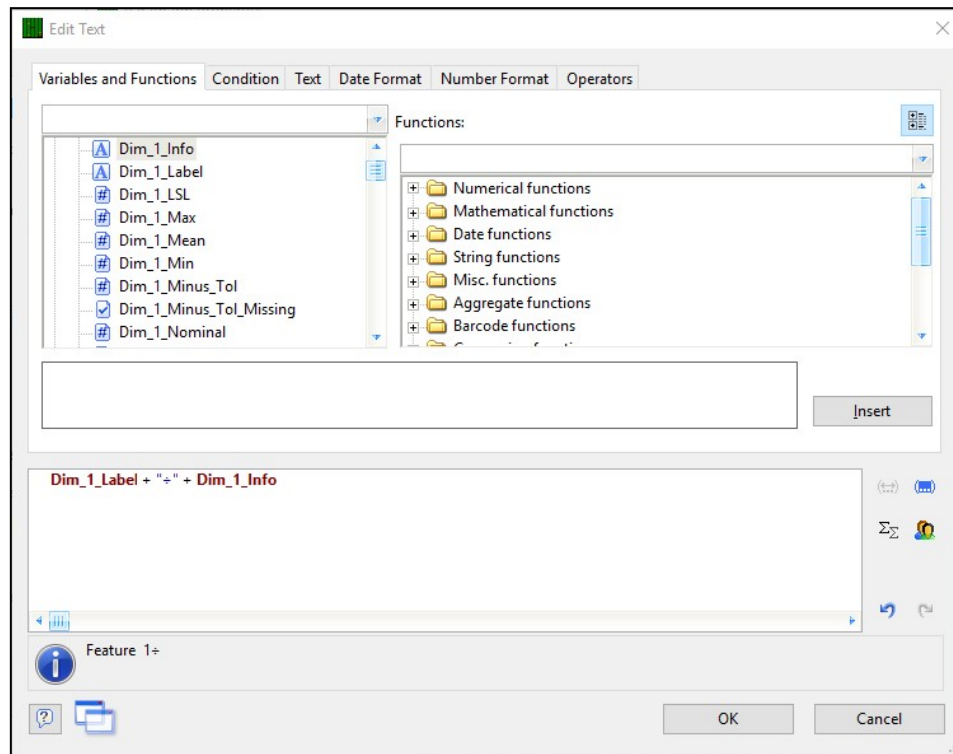 Edit Text
Variables and Functions Condition Text Date Format Number Format Operators
Functions:
Dim_1_Info
Dim_1_Label
Dim_1_LSL
Dim_1_Max
Dim_1_Mean
Dim_1_Min
Dim_1_Minus_Tol
Dim_1_Minus_Tol_Missing
Dim_1_Nominal
Numerical functions
Mathematical functions
Date functions
String functions
Misc. functions
Aggregate functions
Barcode functions
Insert
Dim_1_Label + "÷" + Dim_1_Info
Feature 1÷
OK Cancel